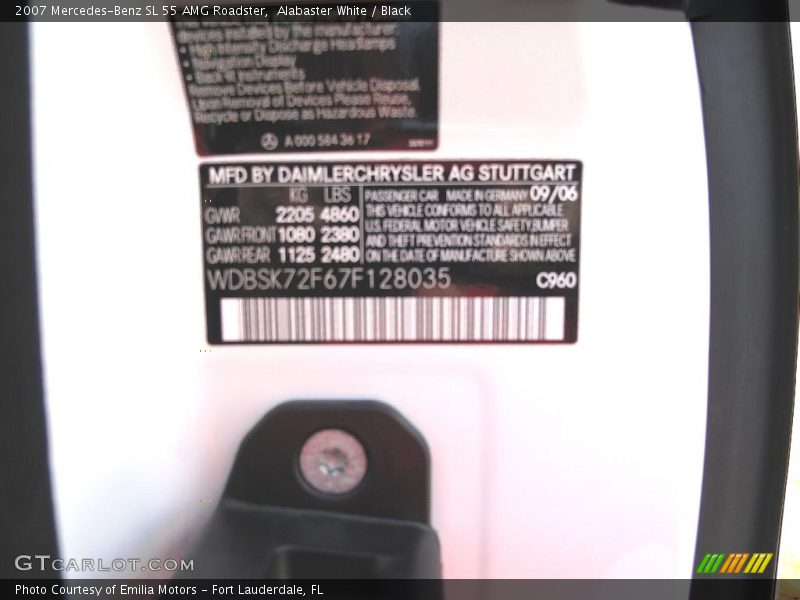 2007 Mercedes-Benz SL 55 AMG Roadster,  Alabaster White / Black
devices installed by the manufacturer:
• High Intensity Discharge Headlamps
• Navigation Display
• Back lit Instruments
Remove Devices Before Vehicle Disposal.
Upon Removal of Devices Please Reuse,
Recycle or Dispose as Hazardous Waste.
A 000 584 36 17
MFD BY DAIMLERCHRYSLER AG STUTTGART
KG LBS PASSENGER CAR MADE IN GERMANY 09/06
GVWR 2205 4860 THIS VEHICLE CONFORMS TO ALL APPLICABLE
U.S. FEDERAL MOTOR VEHICLE SAFETY, BUMPER
GAWR FRONT 1080 2380 AND THEFT PREVENTION STANDARDS IN EFFECT
GAWR REAR 1125 2480 ON THE DATE OF MANUFACTURE SHOWN ABOVE
WDBSK72F67F128035 C960
GTCARLOT.COM
Photo Courtesy of Emilia Motors - Fort Lauderdale, FL